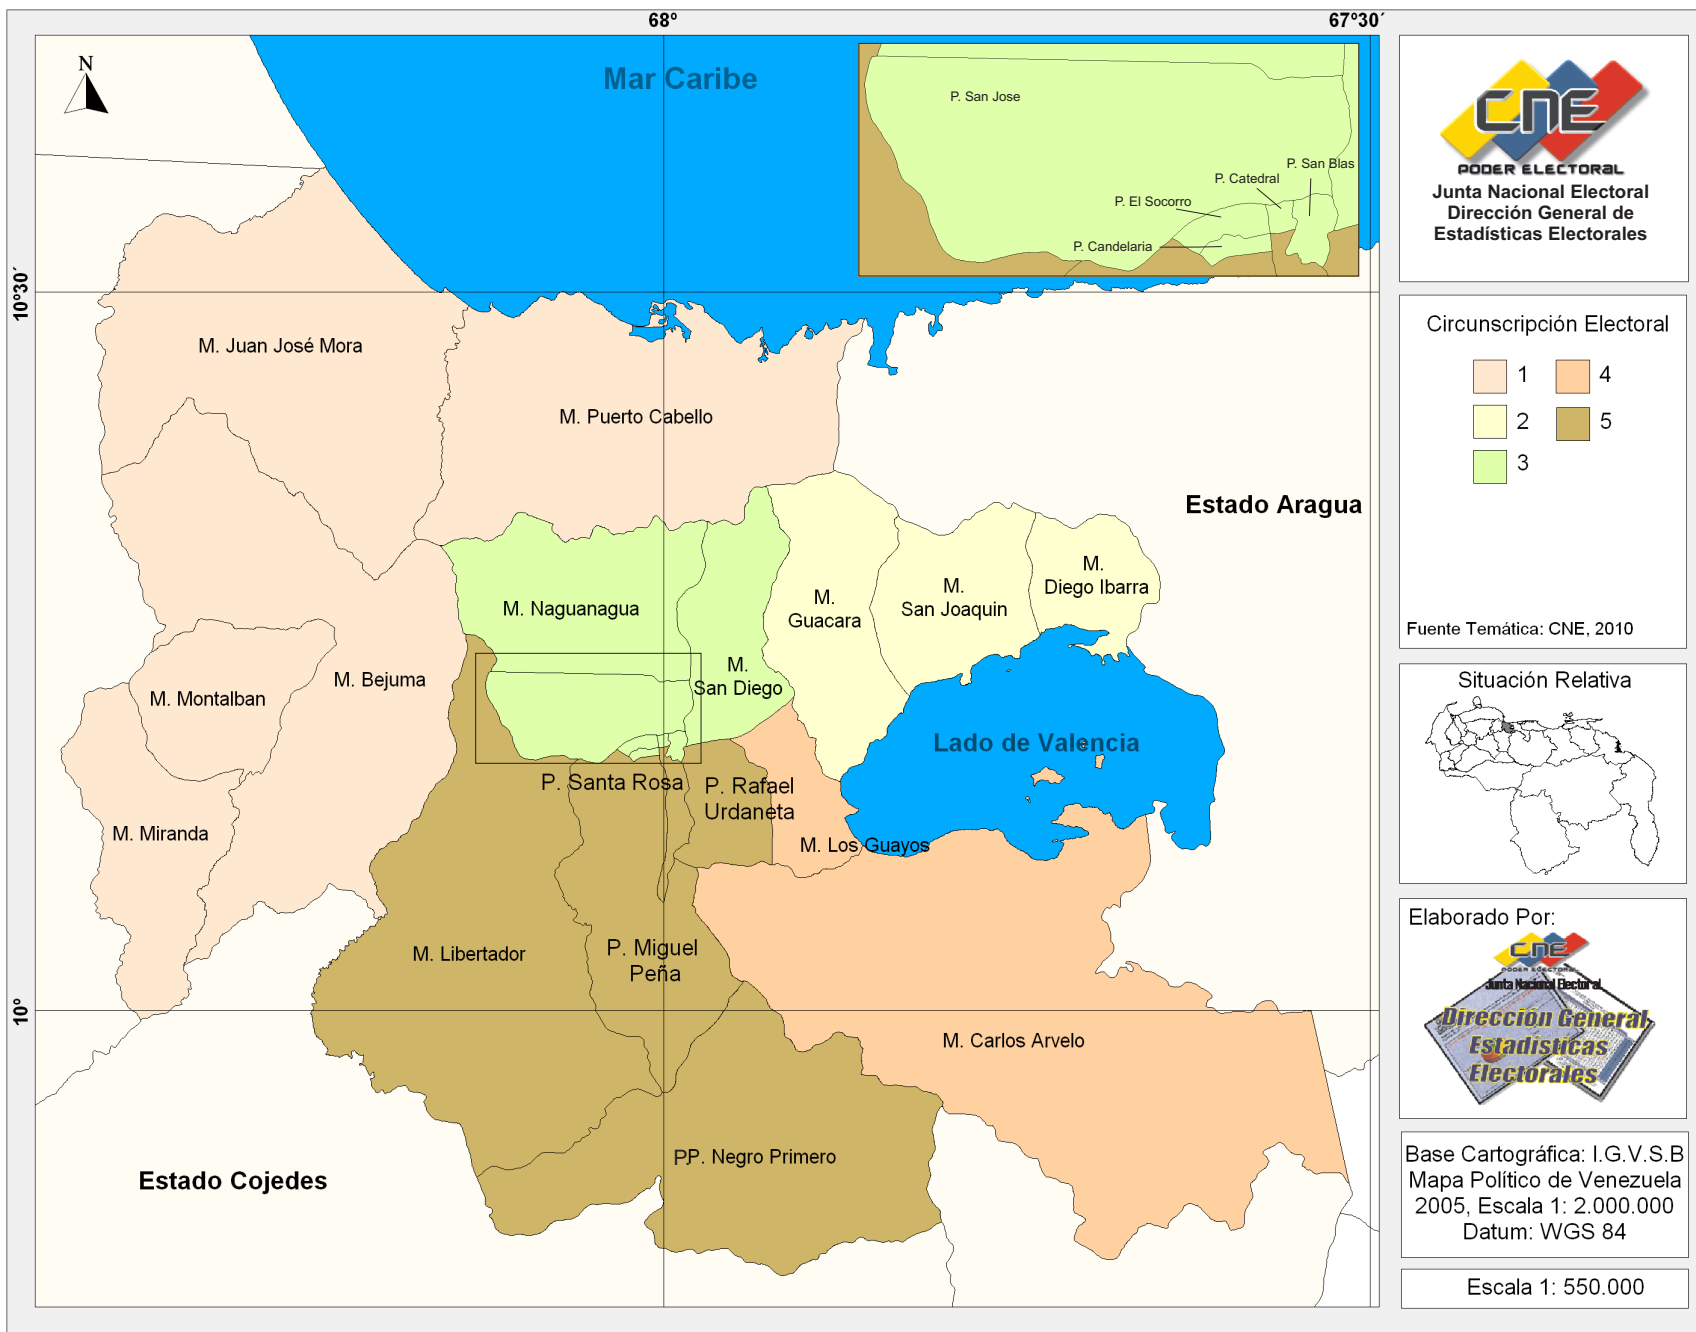 68º
67°30´
N
Mar Caribe
P. San Jose
P. San Blas
P. Catedral
P. El Socorro
P. Candelaria
10°30´
M. Juan José Mora
M. Puerto Cabello
Estado Aragua
M.
Diego Ibarra
M.
San Joaquin
M.
Guacara
M. Naguanagua
M.
San Diego
M. Bejuma
M. Montalban
Lado de Valencia
P. Santa Rosa
P. Rafael
Urdaneta
M. Miranda
M. Los Guayos
M. Libertador
P. Miguel
Peña
10º
M. Carlos Arvelo
P.P. Negro Primero
Estado Cojedes
CNE
PODER ELECTORAL
Junta Nacional Electoral
Dirección General de
Estadísticas Electorales
Circunscripción Electoral
1
4
2
5
3
Fuente Temática: CNE, 2010
Situación Relativa
Elaborado Por:
CNE
PODER ELECTORAL
Junta Nacional Electoral
Dirección General
Estadísticas
Electorales
Base Cartográfica: I.G.V.S.B
Mapa Político de Venezuela
2005, Escala 1: 2.000.000
Datum: WGS 84
Escala 1: 550.000